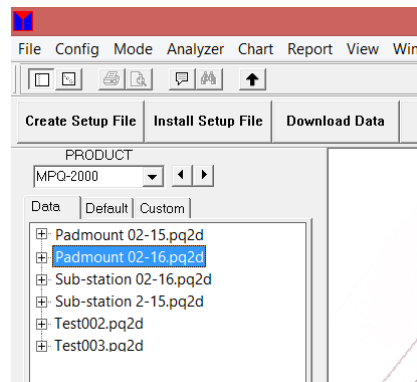 File Config Mode Analyzer Chart Report View
Create Setup File Install Setup File Download Data
PRODUCT
MPQ-2000
Data Default Custom
Padmount 02-15.pq2d
Padmount 02-16.pq2d
Sub-station 02-16.pq2d
Sub-station 2-15.pq2d
Test002.pq2d
Test003.pq2d